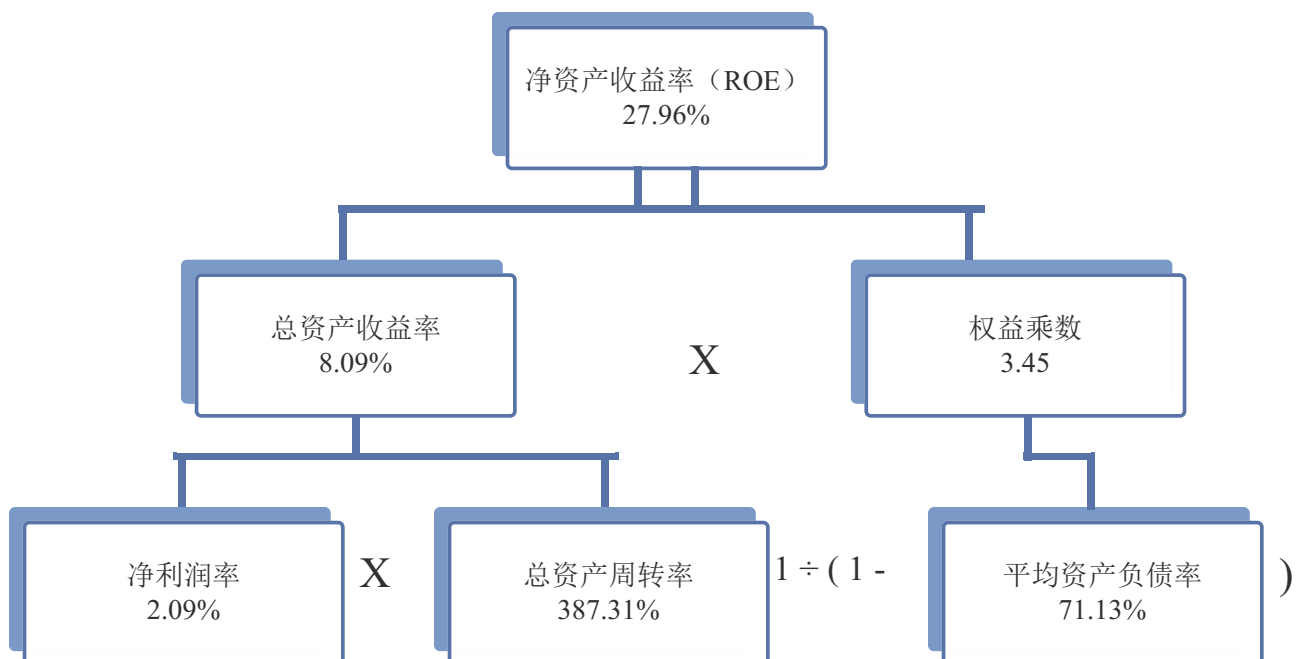 净资产收益率（ROE）
27.96%
总资产收益率
8.09%
X
权益乘数
3.45
净利润率
2.09%
X
总资产周转率
387.31%
1 ÷ ( 1 -
平均资产负债率
71.13%
)